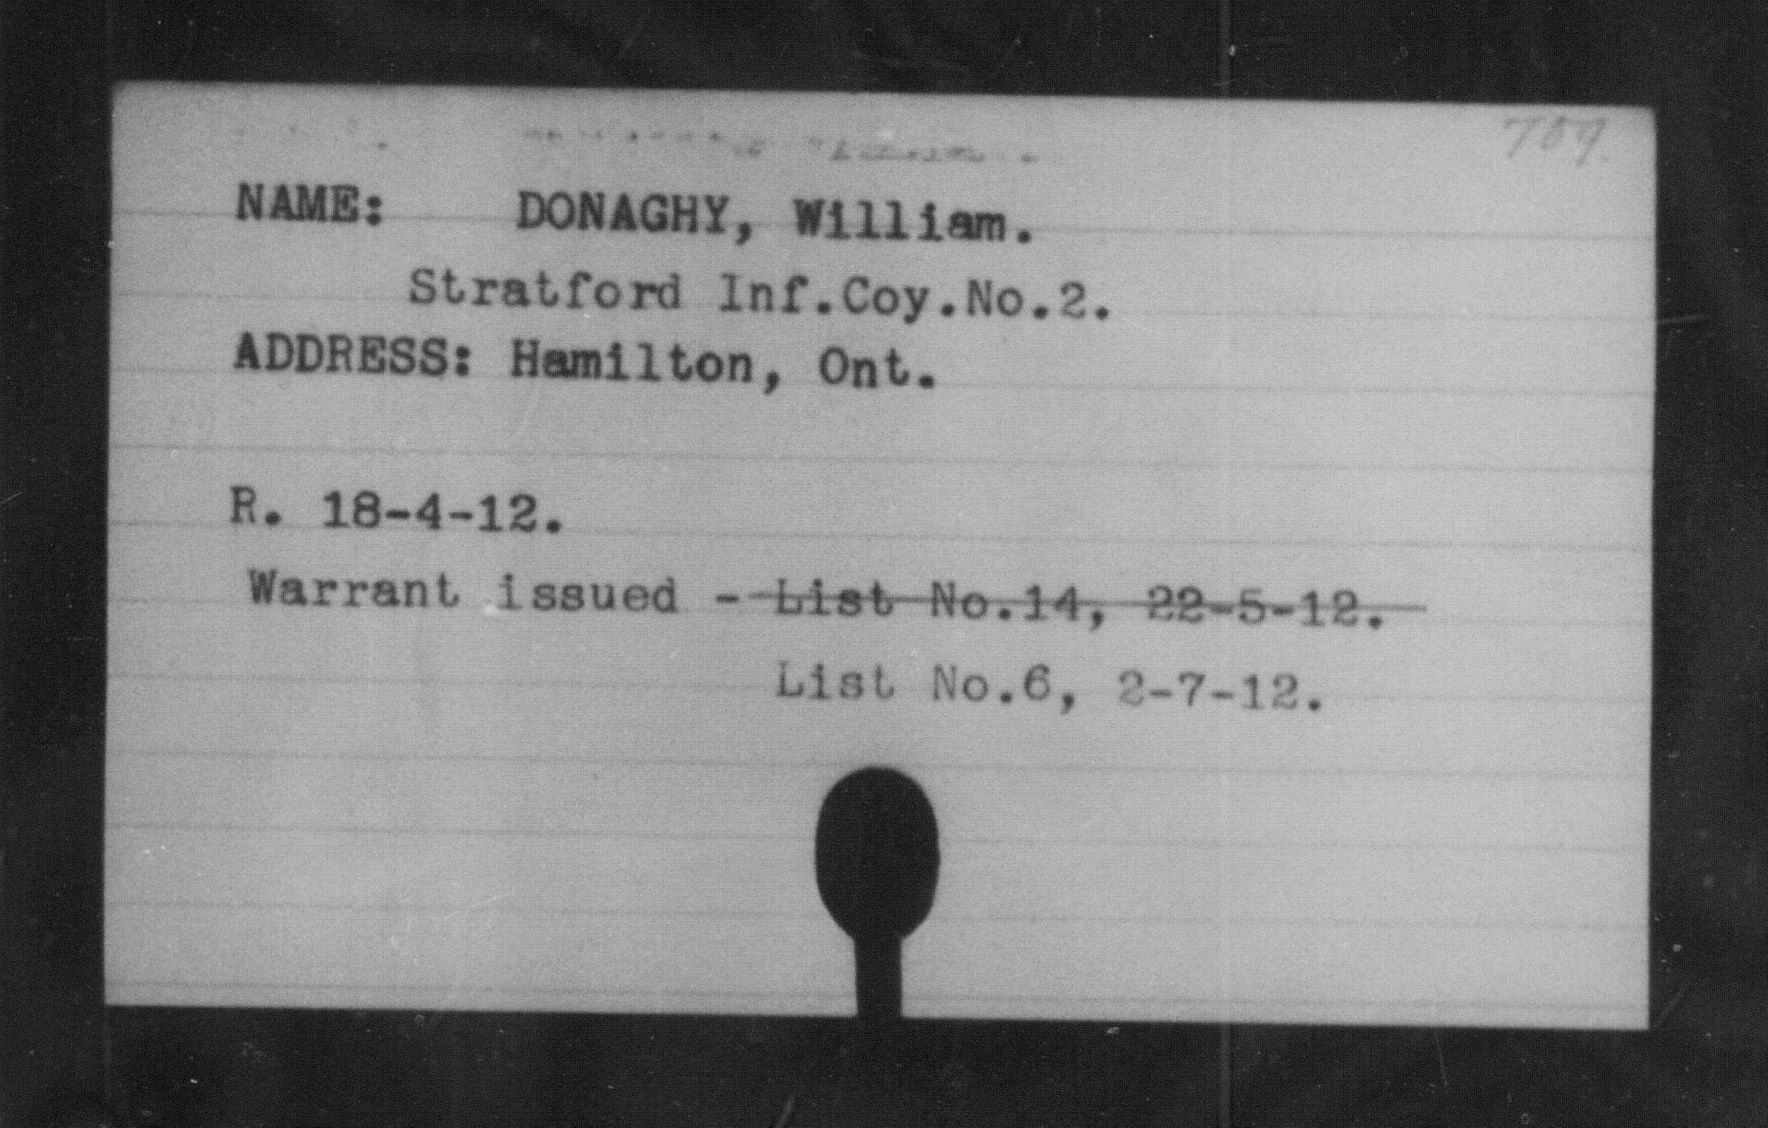 709.
NAME: DONAGHY, William.
Stratford Inf.Coy.No.2.
ADDRESS: Hamilton, Ont.
R. 18-4-12.
Warrant issued - List No.14, 22-5-12.
List No.6, 2-7-12.